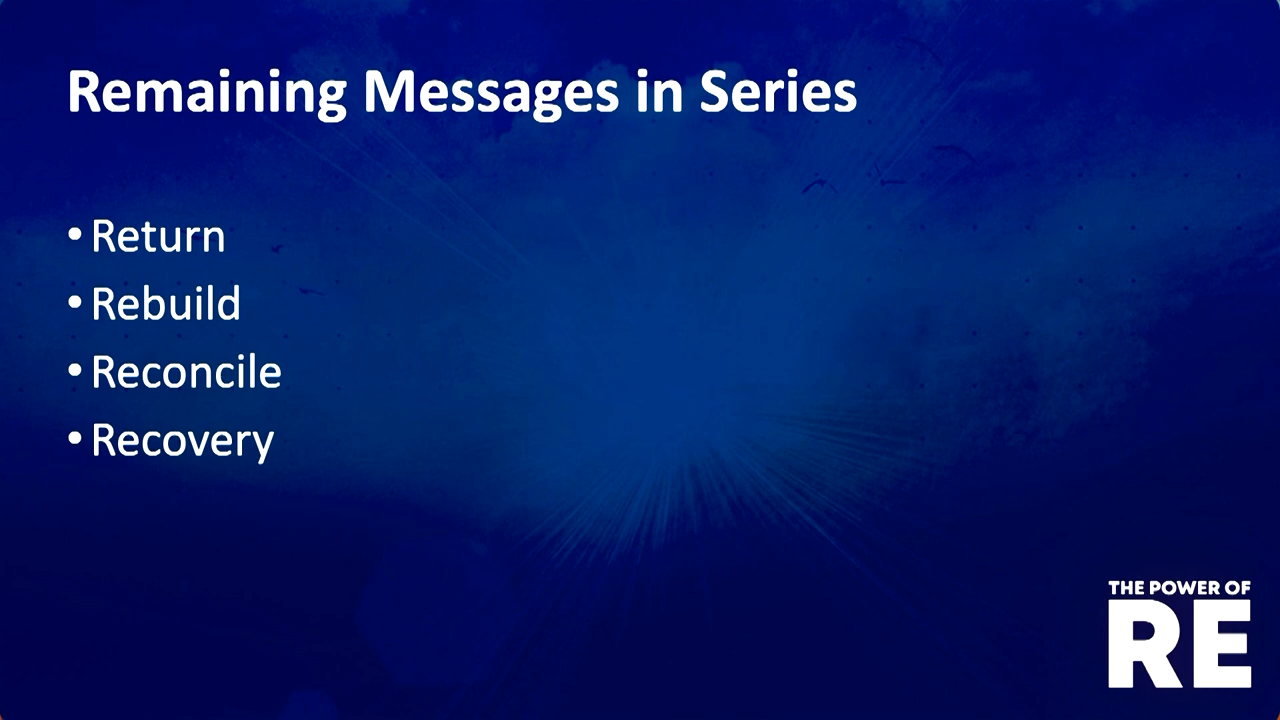 Remaining Messages in Series
• Return
• Rebuild
• Reconcile
• Recovery
THE POWER OF
RE